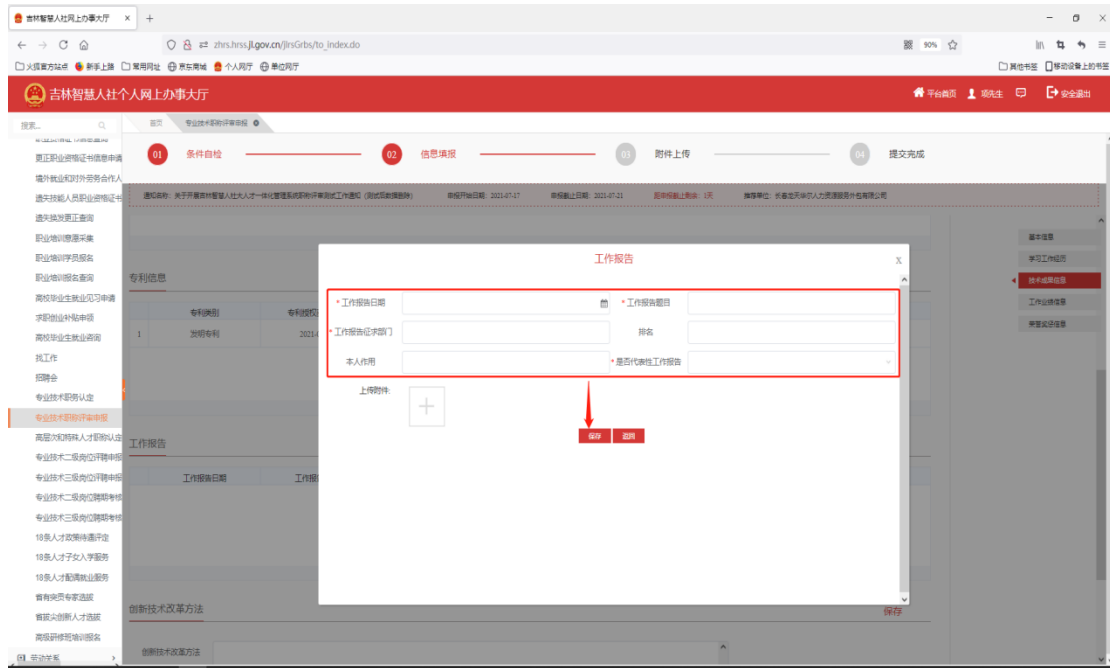 吉林智慧人社网上办事大厅 × +
zhrs.hrss.jl.gov.cn/jlrsGrbs/to_index.do 90%
火狐官方站点 新手上路 常用网址 京东商城 个人网厅 单位网厅 其他书签 移动设备上的书签
吉林智慧人社个人网上办事大厅 平台首页 项先生 安全退出
搜索... 首页 专业技术职称评审申报
更正职业资格证书信息申请
境外就业和对外劳务合作人
遗失技能人员职业资格证书
遗失换发更正查询
职业培训意愿采集
职业培训学员报名
职业培训报名查询
高校毕业生就业见习申请
求职创业补贴申领
高校毕业生就业咨询
找工作
招聘会
专业技术职务认定
专业技术职称评审申报
高层次和特殊人才职称认定
专业技术二级岗位评聘申报
专业技术三级岗位评聘申报
专业技术二级岗位聘期考核
专业技术三级岗位聘期考核
18条人才政策待遇评定
18条人才子女入学服务
18条人才配偶就业服务
省有突贡专家选拔
省拔尖创新人才选拔
高级研修班培训报名
劳动关系
01 条件自检 02 信息填报 03 附件上传 04 提交完成
通知名称: 关于开展吉林智慧人社大人才一体化管理系统职称评审测试工作通知 (测试后数据删除) 申报开始日期: 2021-07-17 申报截止日期: 2021-07-21 距申报截止剩余: 1天 推荐单位: 长春龙天华尔人力资源服务外包有限公司
专利信息
专利类别 专利授权
1 发明专利 2021-
工作报告
工作报告日期 工作报
创新技术改革方法 保存
创新技术改革方法
工作报告 X
* 工作报告日期 * 工作报告题目
* 工作报告征求部门 排名
本人作用 * 是否代表性工作报告
上传附件:
保存 返回
基本信息
学习工作经历
技术成果信息
工作业绩信息
荣誉奖惩信息